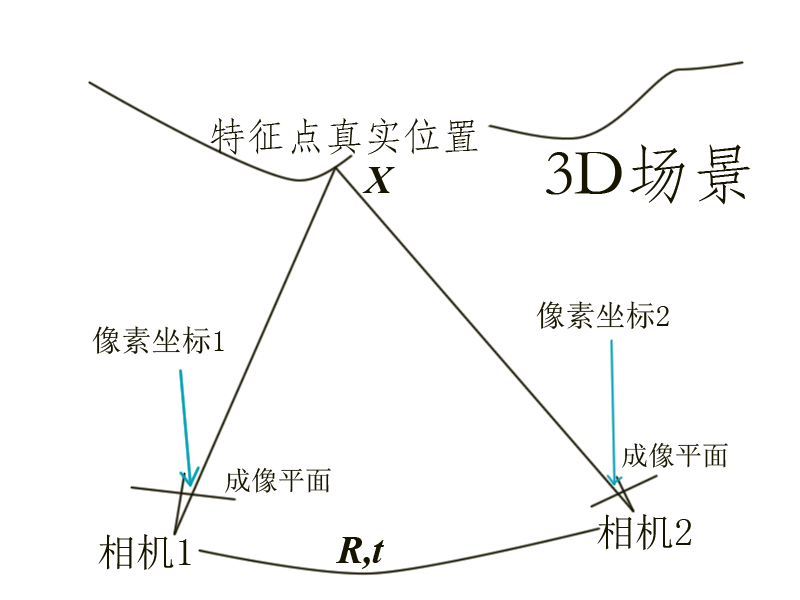 特征点真实位置
X
3D场景
像素坐标1
像素坐标2
成像平面
成像平面
相机1
R,t
相机2